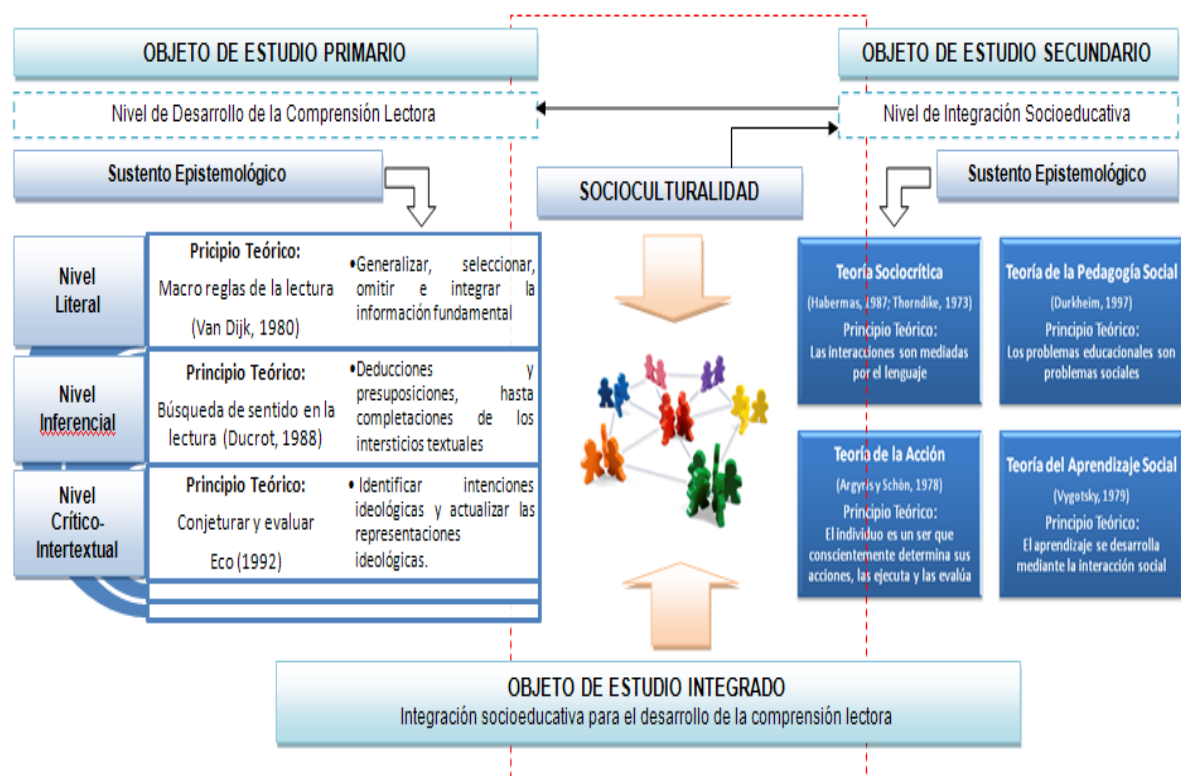 OBJETO DE ESTUDIO PRIMARIO
Nivel de Desarrollo de la Comprensión Lectora
Sustento Epistemológico
Nivel
Literal
Pricipio Teórico:
Macro reglas de la lectura
(Van Dijk, 1980)
•Generalizar, seleccionar,
omitir e integrar la
información fundamental
Nivel
Inferencial
Principio Teórico:
Búsqueda de sentido en la
lectura (Ducrot, 1988)
•Deducciones y
presuposiciones, hasta
completaciones de los
intersticios textuales
Nivel
Crítico-
Intertextual
Principio Teórico:
Conjeturar y evaluar
Eco (1992)
• Identificar intenciones
ideológicas y actualizar las
representaciones
ideológicas.
SOCIOCULTURALIDAD
OBJETO DE ESTUDIO SECUNDARIO
Nivel de Integración Socioeducativa
Sustento Epistemológico
Teoría Sociocrítica
(Habermas, 1987; Thorndike, 1973)
Principio Teórico:
Las interacciones son mediadas
por el lenguaje
Teoría de la Pedagogía Social
(Durkheim, 1997)
Principio Teórico:
Los problemas educacionales son
problemas sociales
Teoría de la Acción
(Argyris y Schön, 1978)
Principio Teórico:
El individuo es un ser que
conscientemente determina sus
acciones, las ejecuta y las evalúa
Teoría del Aprendizaje Social
(Vygotsky, 1979)
Principio Teórico:
El aprendizaje se desarrolla
mediante la interacción social
OBJETO DE ESTUDIO INTEGRADO
Integración socioeducativa para el desarrollo de la comprensión lectora